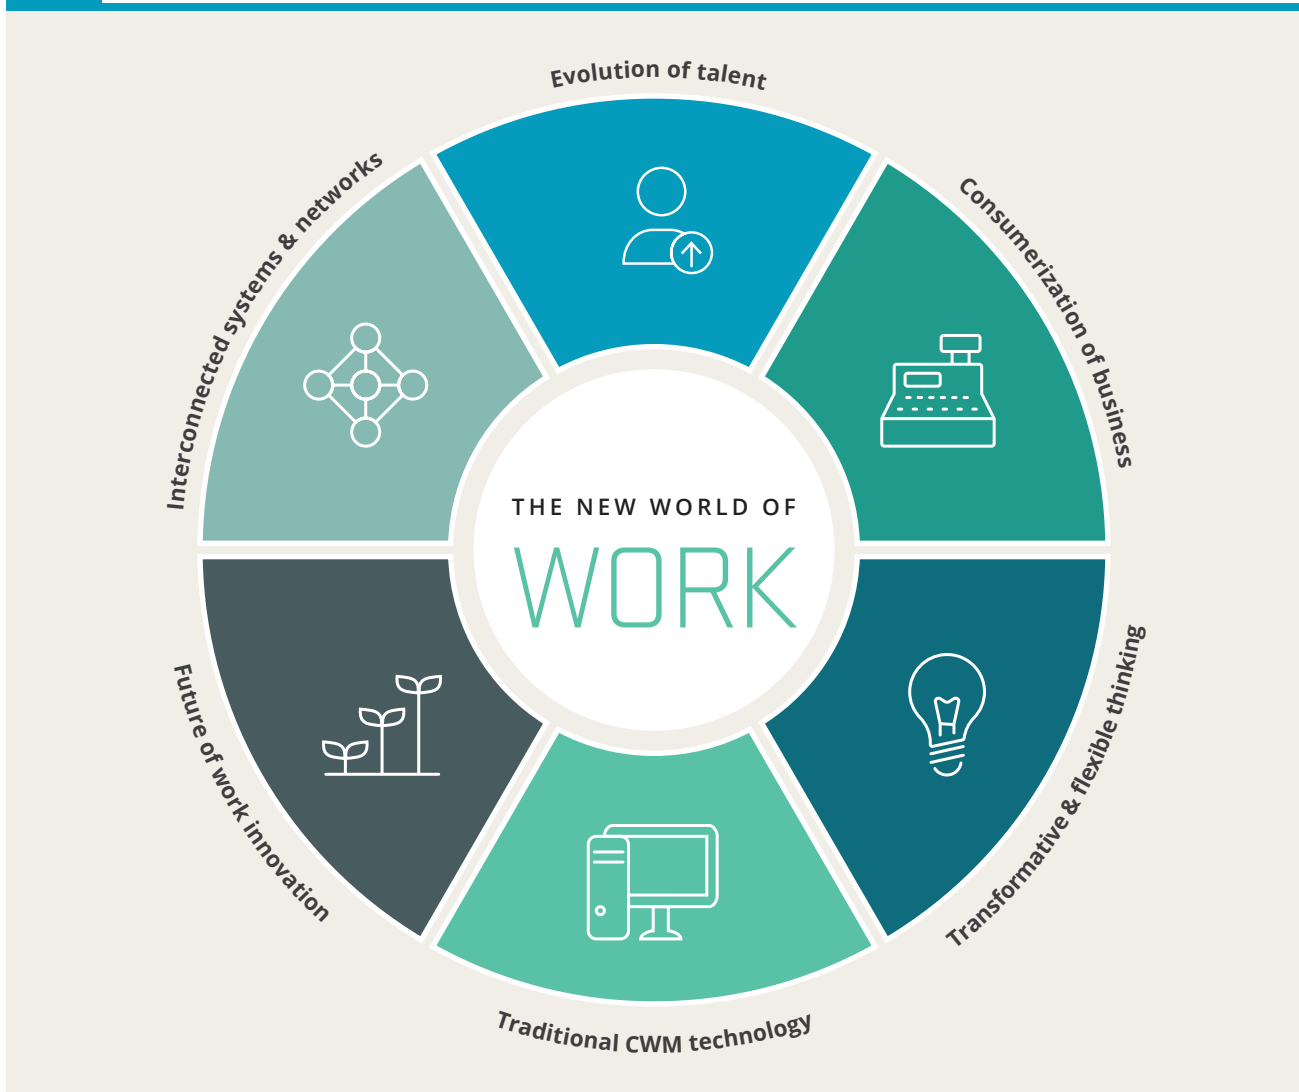 Evolution of talent
Consumerization of business
Transformative & flexible thinking
Traditional CWM technology
Future of work innovation
Interconnected systems & networks
THE NEW WORLD OF
WORK